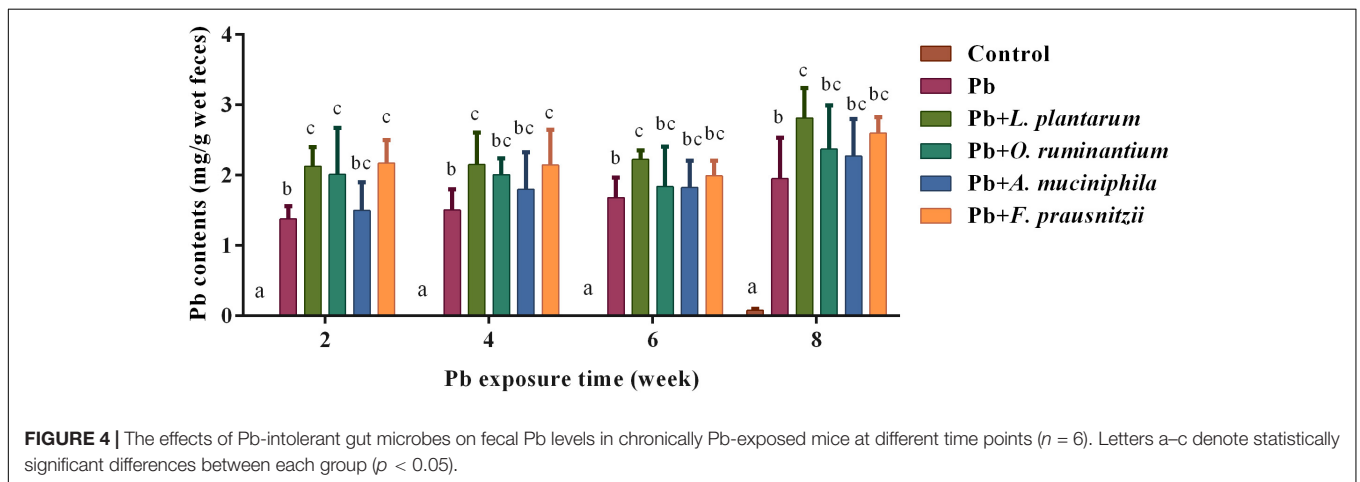 Pb contents (mg/g wet feces)
4
3
2
1
0
a
b
c
c
bc
c
a
b
c
bc
bc
c
a
b
c
bc
bc
bc
a
b
c
bc
bc
bc
2
4
6
8
Pb exposure time (week)
Control
Pb
Pb+L. plantarum
Pb+O. ruminantium
Pb+A. muciniphila
Pb+F. prausnitzii
FIGURE 4 | The effects of Pb-intolerant gut microbes on fecal Pb levels in chronically Pb-exposed mice at different time points (n = 6). Letters a–c denote statistically
significant differences between each group (p < 0.05).